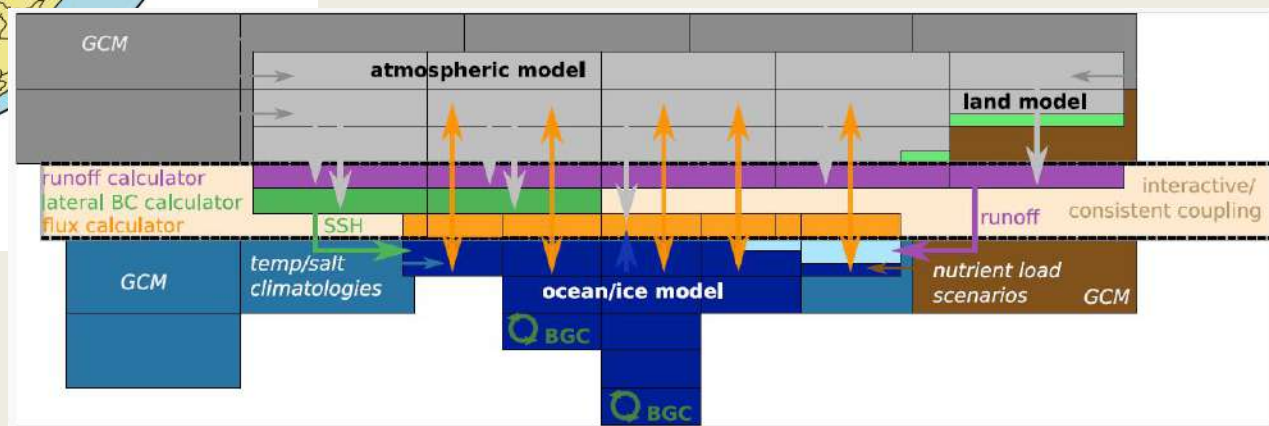 GCM
atmospheric model
land model
runoff calculator
lateral BC calculator
flux calculator
SSH
interactive/
consistent coupling
runoff
GCM
temp/salt
climatologies
ocean/ice model
nutrient load
scenarios
GCM
BGC
BGC